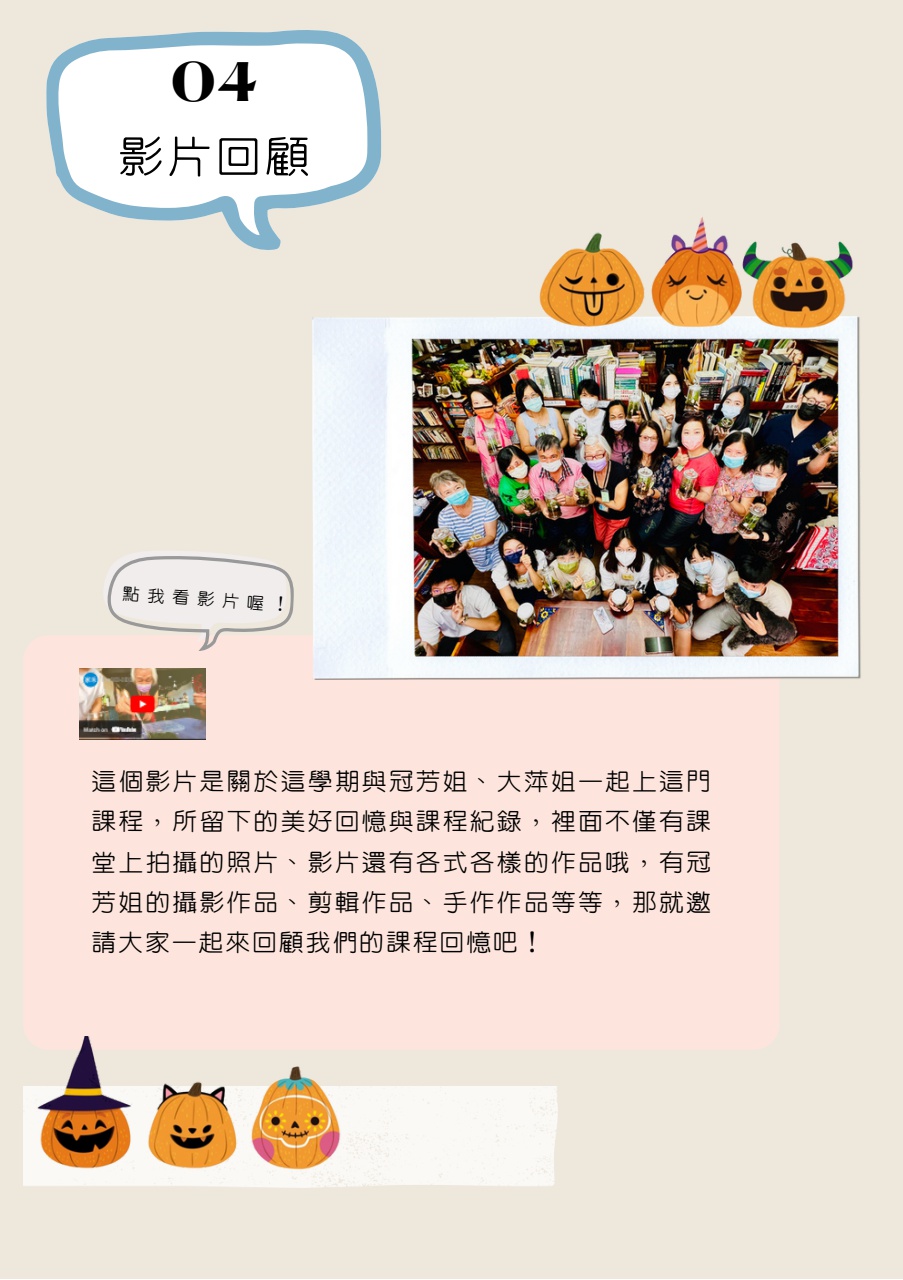 04
影片回顧
點我看影片喔！
Watch on YouTube
這個影片是關於這學期與冠芳姐、大萍姐一起上這門
課程，所留下的美好回憶與課程紀錄，裡面不僅有課
堂上拍攝的照片、影片還有各式各樣的作品哦，有冠
芳姐的攝影作品、剪輯作品、手作作品等等，那就邀
請大家一起來回顧我們的課程回憶吧！